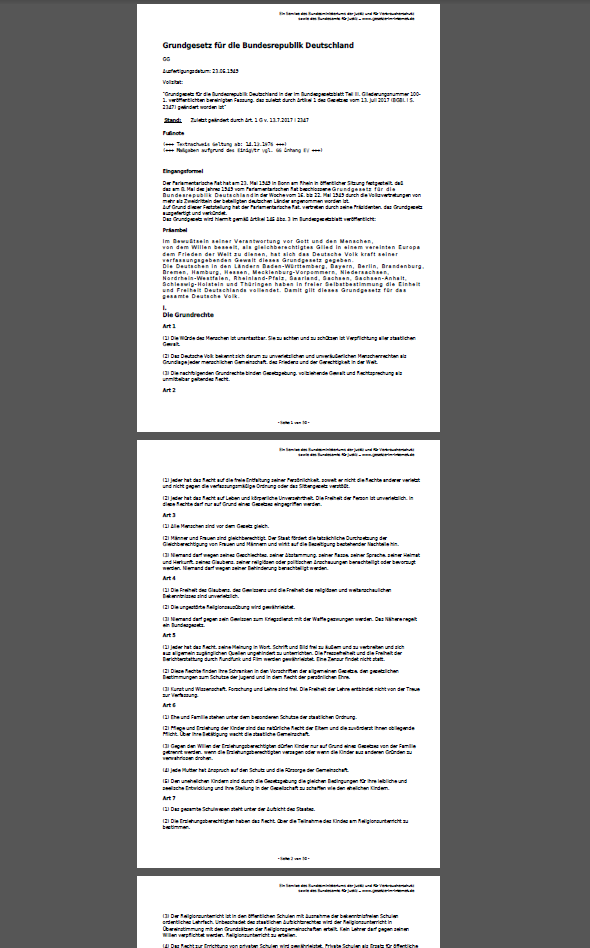 Ein Service des Bundesministeriums der Justiz und für Verbraucherschutz
sowie des Bundesamts für Justiz – www.gesetze-im-internet.de
Grundgesetz für die Bundesrepublik Deutschland
GG
Ausfertigungsdatum: 23.05.1949
Vollzitat:
"Grundgesetz für die Bundesrepublik Deutschland in der im Bundesgesetzblatt Teil III, Gliederungsnummer 100-
1, veröffentlichten bereinigten Fassung, das zuletzt durch Artikel 1 des Gesetzes vom 13. Juli 2017 (BGBl. I S.
2347) geändert worden ist"
Stand: Zuletzt geändert durch Art. 1 G v. 13.7.2017 I 2347
Fußnote
(+++ Textnachweis Geltung ab: 14.12.1976 +++)
(+++ Maßgaben aufgrund des EinigVtr vgl. GG Anhang EV +++)
Eingangsformel
Der Parlamentarische Rat hat am 23. Mai 1949 in Bonn am Rhein in öffentlicher Sitzung festgestellt, daß
das am 8. Mai des Jahres 1949 vom Parlamentarischen Rat beschlossene Grundgesetz für die
Bundesrepublik Deutschland in der Woche vom 16. bis 22. Mai 1949 durch die Volksvertretungen von
mehr als Zweidritteln der beteiligten deutschen Länder angenommen worden ist.
Auf Grund dieser Feststellung hat der Parlamentarische Rat, vertreten durch seine Präsidenten, das Grundgesetz
ausgefertigt und verkündet.
Das Grundgesetz wird hiermit gemäß Artikel 145 Abs. 3 im Bundesgesetzblatt veröffentlicht:
Präambel
Im Bewußtsein seiner Verantwortung vor Gott und den Menschen,
von dem Willen beseelt, als gleichberechtigtes Glied in einem vereinten Europa
dem Frieden der Welt zu dienen, hat sich das Deutsche Volk kraft seiner
verfassungsgebenden Gewalt dieses Grundgesetz gegeben.
Die Deutschen in den Ländern Baden-Württemberg, Bayern, Berlin, Brandenburg,
Bremen, Hamburg, Hessen, Mecklenburg-Vorpommern, Niedersachsen,
Nordrhein-Westfalen, Rheinland-Pfalz, Saarland, Sachsen, Sachsen-Anhalt,
Schleswig-Holstein und Thüringen haben in freier Selbstbestimmung die Einheit
und Freiheit Deutschlands vollendet. Damit gilt dieses Grundgesetz für das
gesamte Deutsche Volk.
I.
Die Grundrechte
Art 1
(1) Die Würde des Menschen ist unantastbar. Sie zu achten und zu schützen ist Verpflichtung aller staatlichen
Gewalt.
(2) Das Deutsche Volk bekennt sich darum zu unverletzlichen und unveräußerlichen Menschenrechten als
Grundlage jeder menschlichen Gemeinschaft, des Friedens und der Gerechtigkeit in der Welt.
(3) Die nachfolgenden Grundrechte binden Gesetzgebung, vollziehende Gewalt und Rechtsprechung als
unmittelbar geltendes Recht.
Art 2
- Seite 1 von
Ein Service des Bundesministeriums der Justiz und für Verbraucherschutz
sowie des Bundesamts für Justiz – www.gesetze-im-internet.de
(1) Jeder hat das Recht auf die freie Entfaltung seiner Persönlichkeit, soweit er nicht die Rechte anderer verletzt
und nicht gegen die verfassungsmäßige Ordnung oder das Sittengesetz verstößt.
(2) Jeder hat das Recht auf Leben und körperliche Unversehrtheit. Die Freiheit der Person ist unverletzlich. In
diese Rechte darf nur auf Grund eines Gesetzes eingegriffen werden.
Art 3
(1) Alle Menschen sind vor dem Gesetz gleich.
(2) Männer und Frauen sind gleichberechtigt. Der Staat fördert die tatsächliche Durchsetzung der
Gleichberechtigung von Frauen und Männern und wirkt auf die Beseitigung bestehender Nachteile hin.
(3) Niemand darf wegen seines Geschlechtes, seiner Abstammung, seiner Rasse, seiner Sprache, seiner Heimat
und Herkunft, seines Glaubens, seiner religiösen oder politischen Anschauungen benachteiligt oder bevorzugt
werden. Niemand darf wegen seiner Behinderung benachteiligt werden.
Art 4
(1) Die Freiheit des Glaubens, des Gewissens und die Freiheit des religiösen und weltanschaulichen
Bekenntnisses sind unverletzlich.
(2) Die ungestörte Religionsausübung wird gewährleistet.
(3) Niemand darf gegen sein Gewissen zum Kriegsdienst mit der Waffe gezwungen werden. Das Nähere regelt
ein Bundesgesetz.
Art 5
(1) Jeder hat das Recht, seine Meinung in Wort, Schrift und Bild frei zu äußern und zu verbreiten und sich
aus allgemein zugänglichen Quellen ungehindert zu unterrichten. Die Pressefreiheit und die Freiheit der
Berichterstattung durch Rundfunk und Film werden gewährleistet. Eine Zensur findet nicht statt.
(2) Diese Rechte finden ihre Schranken in den Vorschriften der allgemeinen Gesetze, den gesetzlichen
Bestimmungen zum Schutze der Jugend und in dem Recht der persönlichen Ehre.
(3) Kunst und Wissenschaft, Forschung und Lehre sind frei. Die Freiheit der Lehre entbindet nicht von der Treue
zur Verfassung.
Art 6
(1) Ehe und Familie stehen unter dem besonderen Schutze der staatlichen Ordnung.
(2) Pflege und Erziehung der Kinder sind das natürliche Recht der Eltern und die zuvörderst ihnen obliegende
Pflicht. Über ihre Betätigung wacht die staatliche Gemeinschaft.
(3) Gegen den Willen der Erziehungsberechtigten dürfen Kinder nur auf Grund eines Gesetzes von der Familie
getrennt werden, wenn die Erziehungsberechtigten versagen oder wenn die Kinder aus anderen Gründen zu
verwahrlosen drohen.
(4) Jede Mutter hat Anspruch auf den Schutz und die Fürsorge der Gemeinschaft.
(5) Den unehelichen Kindern sind durch die Gesetzgebung die gleichen Bedingungen für ihre leibliche und
seelische Entwicklung und ihre Stellung in der Gesellschaft zu schaffen wie den ehelichen Kindern.
Art 7
(1) Das gesamte Schulwesen steht unter der Aufsicht des Staates.
(2) Die Erziehungsberechtigten haben das Recht, über die Teilnahme des Kindes am Religionsunterricht zu
bestimmen.
- Seite 2 von
Ein Service des Bundesministeriums der Justiz und für Verbraucherschutz
sowie des Bundesamts für Justiz – www.gesetze-im-internet.de
(3) Der Religionsunterricht ist in den öffentlichen Schulen mit Ausnahme der bekenntnisfreien Schulen
ordentliches Lehrfach. Unbeschadet des staatlichen Aufsichtsrechtes wird der Religionsunterricht in
Übereinstimmung mit den Grundsätzen der Religionsgemeinschaften erteilt. Kein Lehrer darf gegen seinen
Willen verpflichtet werden, Religionsunterricht zu erteilen.
(4) Das Recht zur Errichtung von privaten Schulen wird gewährleistet. Private Schulen als Ersatz für öffentliche